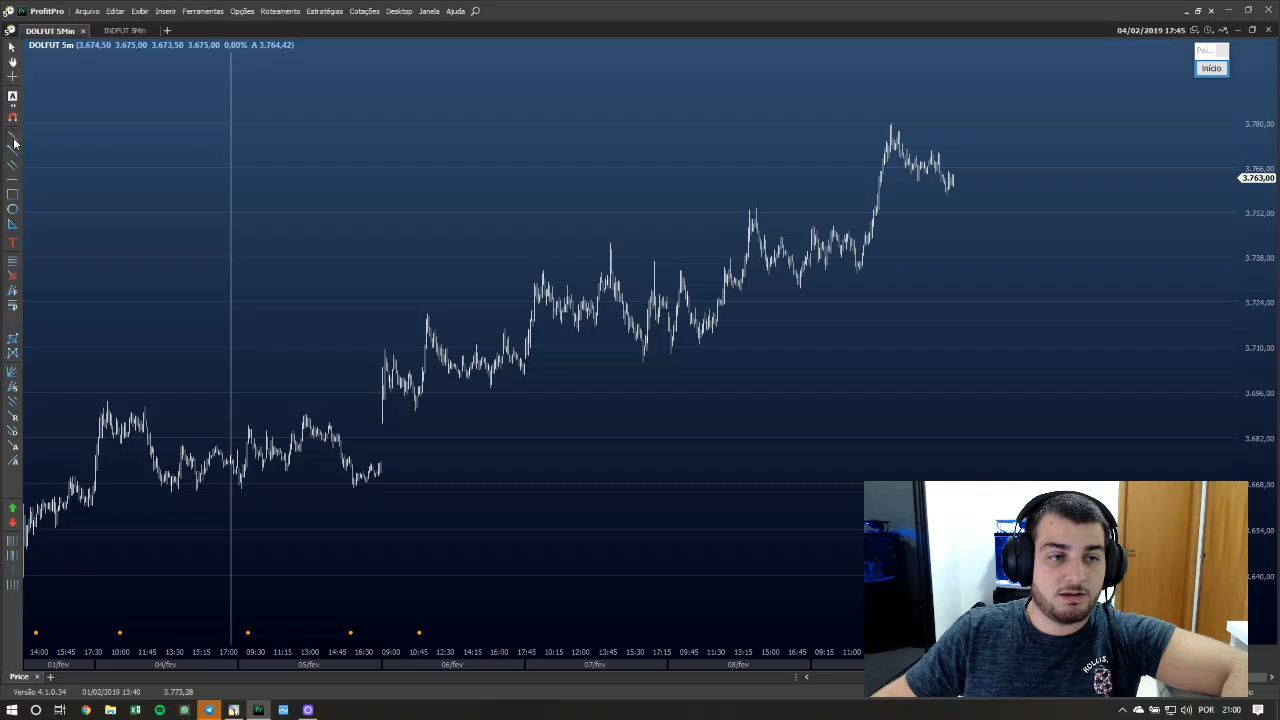 ProfitPro Arquivo Editar Exibir Inserir Ferramentas Opções Roteamento Estratégias Cotações Desktop Janela Ajuda
DOLFUT 5Min × INDFUT 5Min + 04/02/2019 17:45
DOLFUT 5m (3.674,50 3.675,00 3.673,50 3.675,00 0,00% A 3.764,42)
Poi...
Início
3.780,00
3.766,00
3.763,00
3.752,00
3.738,00
3.724,00
3.710,00
3.696,00
3.682,00
3.668,00
3.654,00
3.640,00
14:00 15:45 17:30 10:00 11:45 13:30 15:15 17:00 09:30 11:15 13:00 14:45 16:30 09:00 10:45 12:30 14:15 16:00 17:45 10:15 12:00 13:45 15:30 17:15 09:45 11:30 13:15 15:00 16:45 09:15 11:00
01/fev 04/fev 05/fev 06/fev 07/fev 08/fev
Price × +
Versão 4.1.0.34 01/02/2019 13:40 3.773,28
HOLLIS
POR 21:00